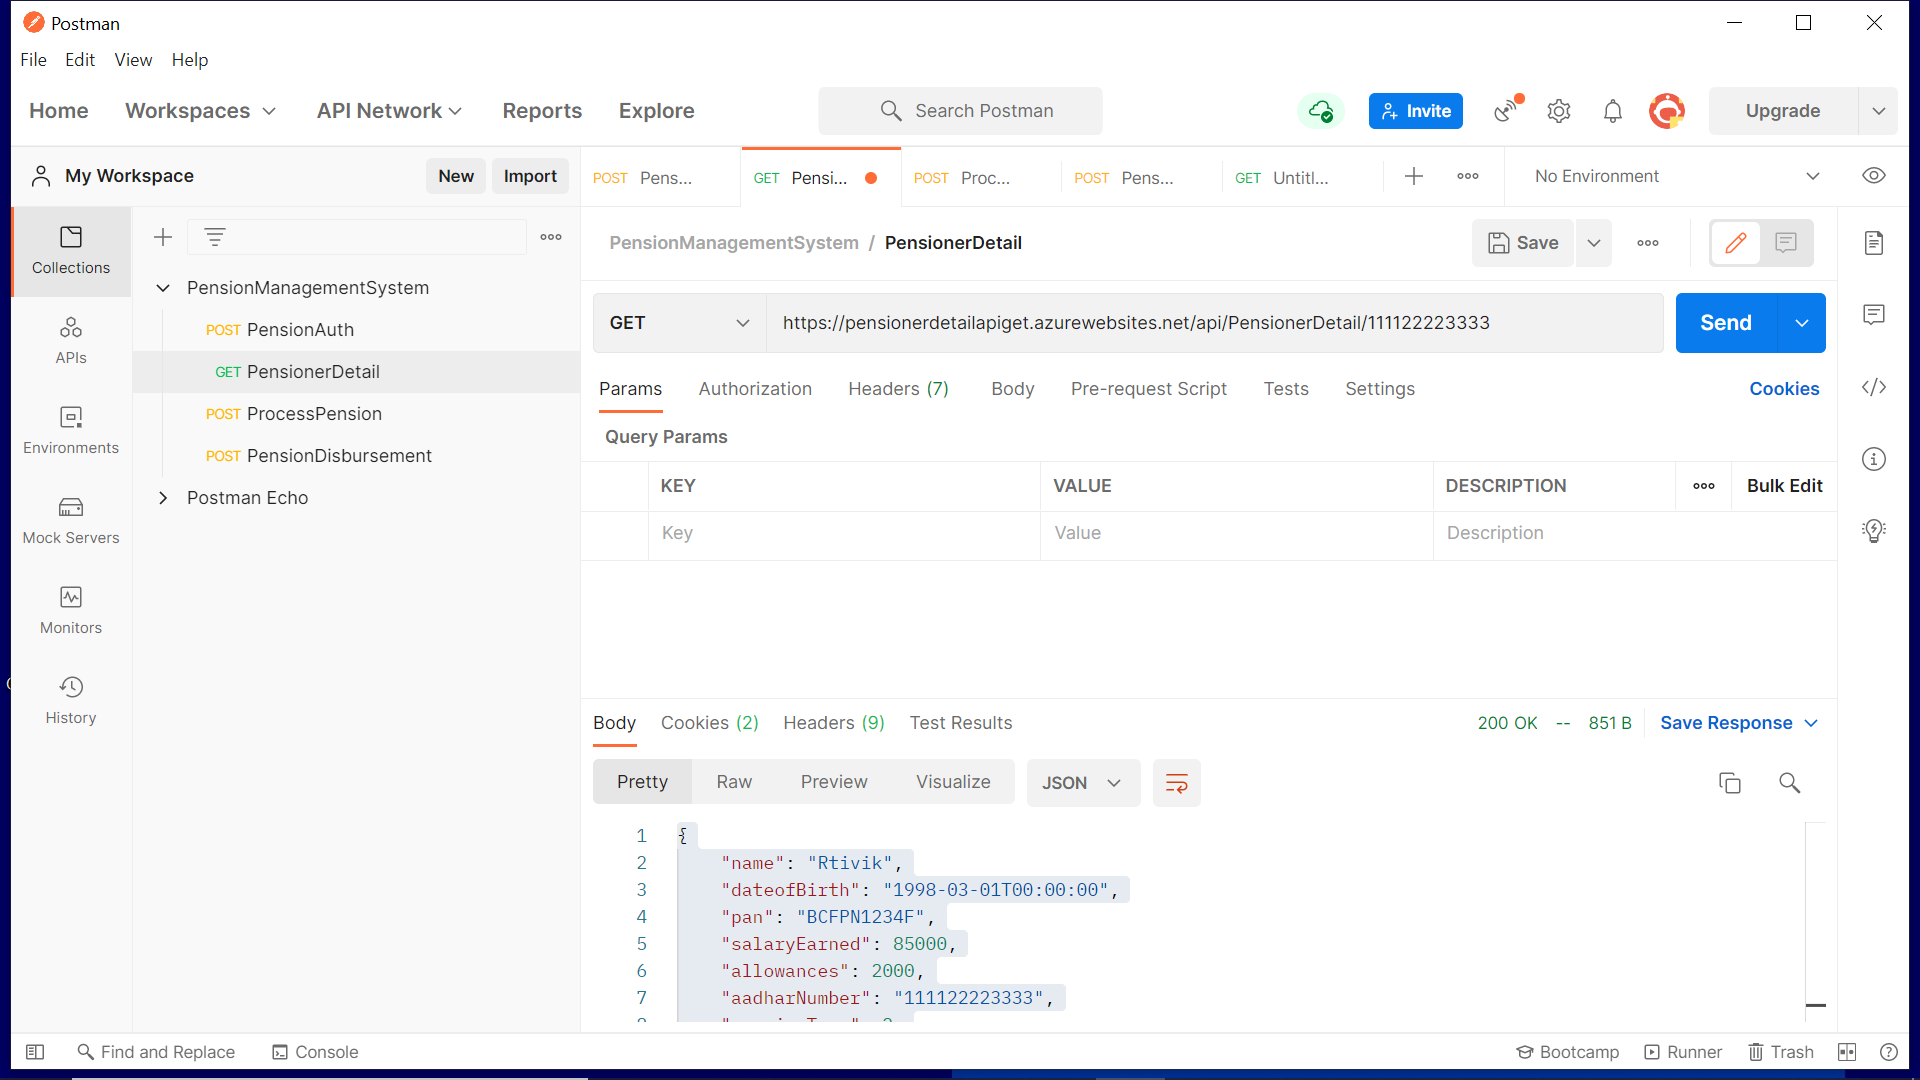 Postman
File Edit View Help
Home Workspaces API Network Reports Explore Search Postman Invite Upgrade
My Workspace New Import
POST Pens... GET Pensi... POST Proc... POST Pens... GET Untitl... No Environment
Collections
APIs
Environments
Mock Servers
Monitors
History
PensionManagementSystem
POST PensionAuth
GET PensionerDetail
POST ProcessPension
POST PensionDisbursement
Postman Echo
PensionManagementSystem / PensionerDetail Save
GET https://pensionerdetailapiget.azurewebsites.net/api/PensionerDetail/111122223333 Send
Params Authorization Headers (7) Body Pre-request Script Tests Settings Cookies
Query Params
KEY VALUE DESCRIPTION Bulk Edit
Key Value Description
Body Cookies (2) Headers (9) Test Results 200 OK -- 851 B Save Response
Pretty Raw Preview Visualize JSON
1 {
2 "name": "Rtivik",
3 "dateofBirth": "1998-03-01T00:00:00",
4 "pan": "BCFPN1234F",
5 "salaryEarned": 85000,
6 "allowances": 2000,
7 "aadharNumber": "111122223333",
Find and Replace Console Bootcamp Runner Trash